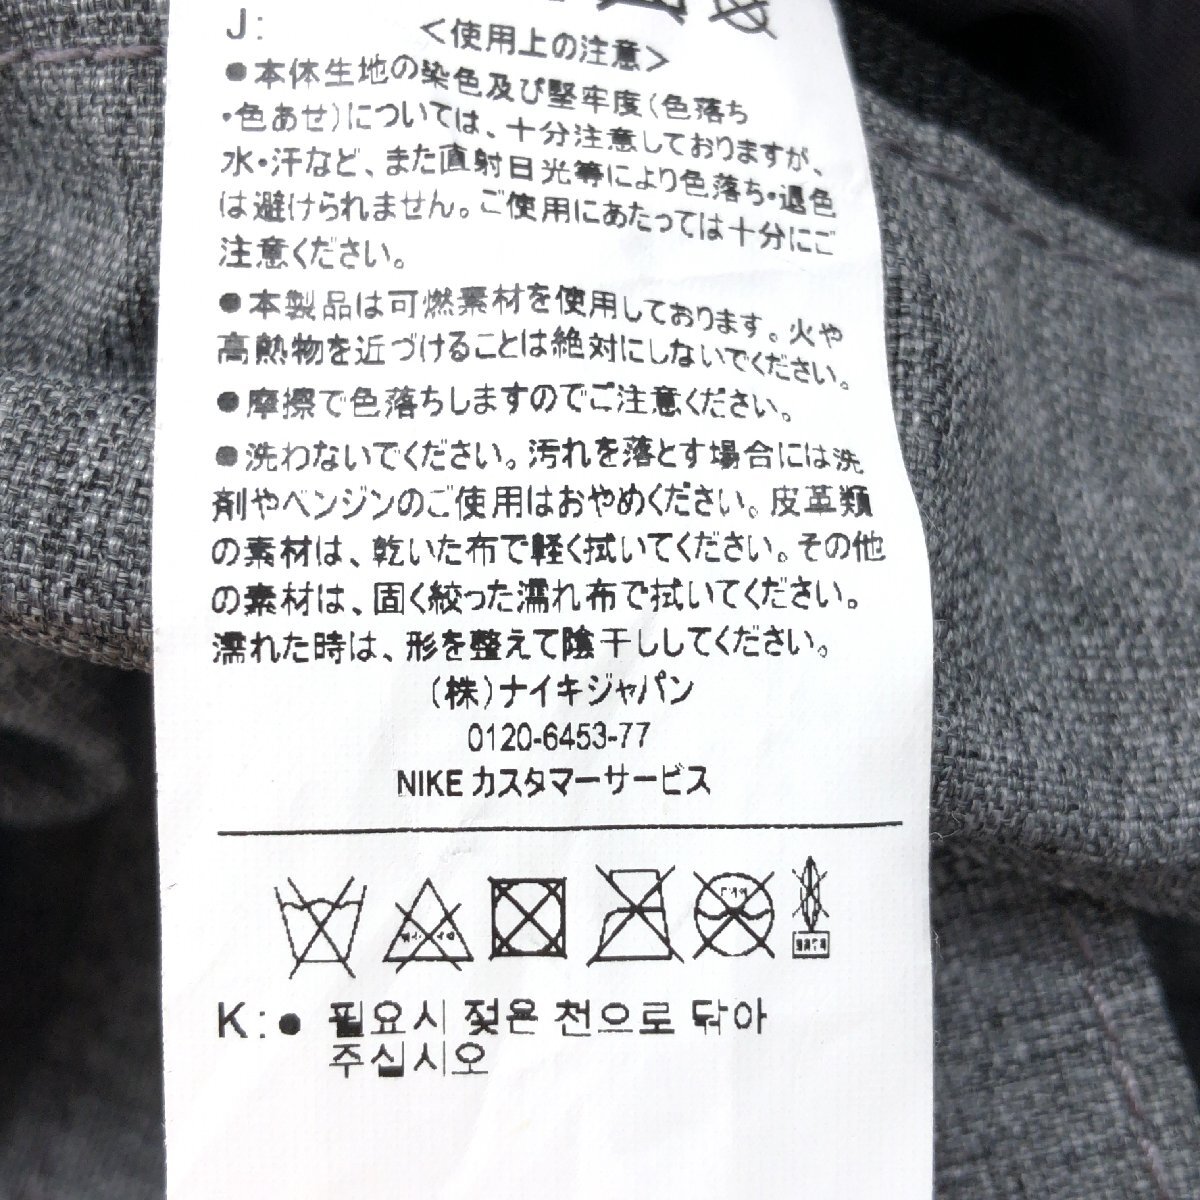 J:
＜使用上の注意＞
●本体生地の染色及び堅牢度(色落ち
・色あせ)については、十分注意しておりますが、
水・汗など、また直射日光等により色落ち・退色
は避けられません。ご使用にあたっては十分にご
注意ください。
●本製品は可燃素材を使用しております。火や
高熱物を近づけることは絶対にしないでください。
●摩擦で色落ちしますのでご注意ください。
●洗わないでください。汚れを落とす場合には洗
剤やベンジンのご使用はおやめください。皮革類
の素材は、乾いた布で軽く拭いてください。その他
の素材は、固く絞った濡れ布で拭いてください。
濡れた時は、形を整えて陰干ししてください。
(株)ナイキジャパン
0120-6453-77
NIKE カスタマーサービス
K:● 필요시 젖은 천으로 닦아
주십시오